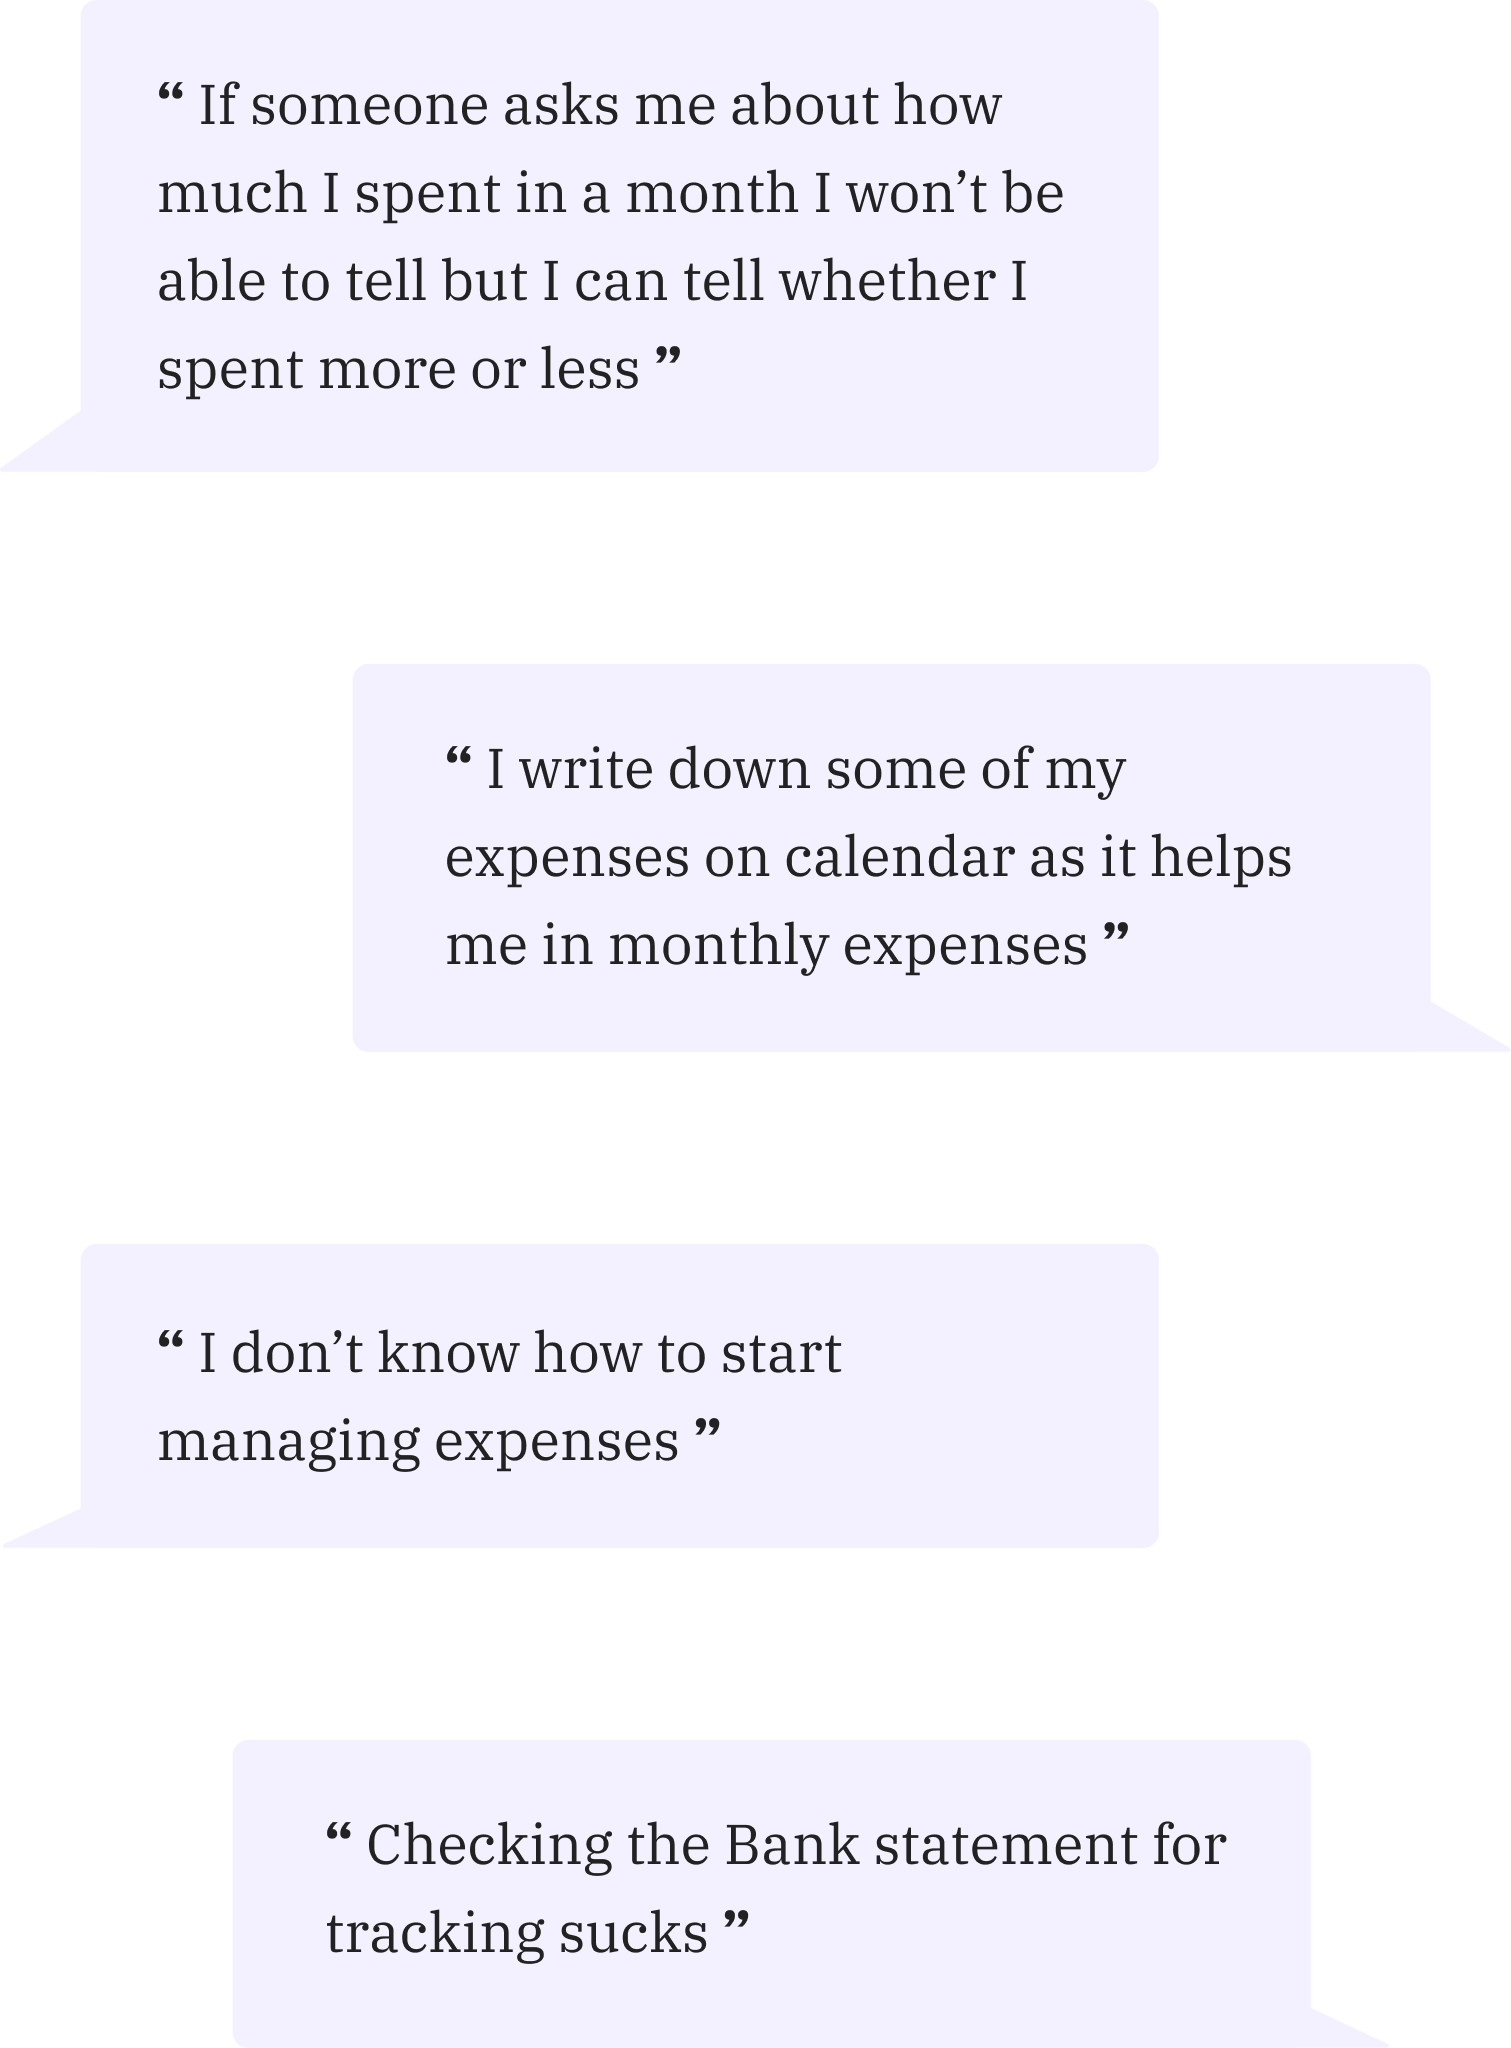 “ If someone asks me about how
much I spent in a month I won’t be
able to tell but I can tell whether I
spent more or less ”
“ I write down some of my
expenses on calendar as it helps
me in monthly expenses ”
“ I don’t know how to start
managing expenses ”
“ Checking the Bank statement for
tracking sucks ”